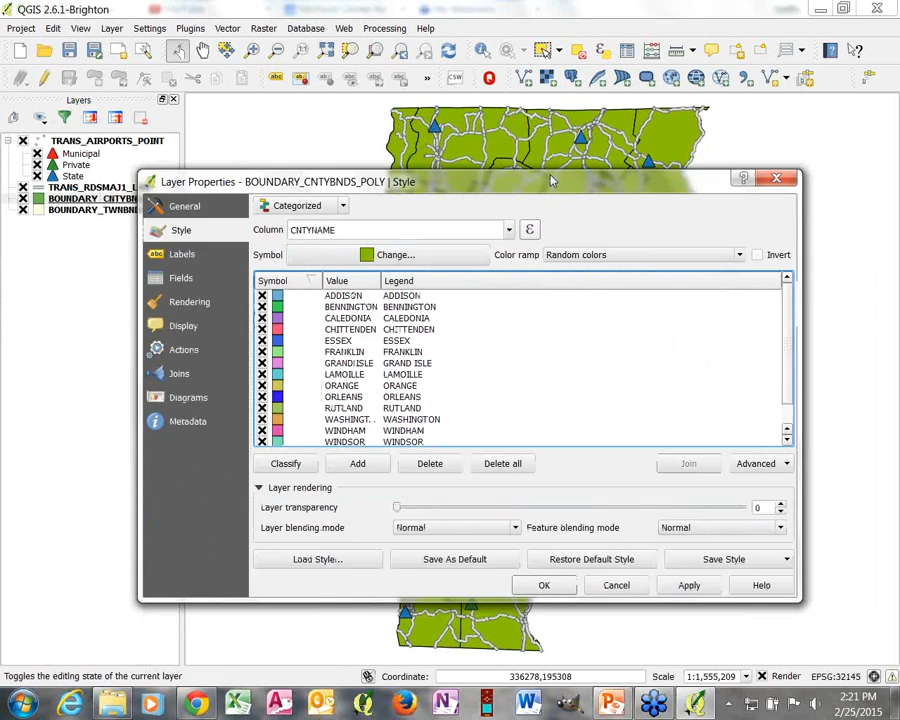 QGIS 2.6.1-Brighton
Project Edit View Layer Settings Plugins Vector Raster Database Web Processing Help
CSW
Layers
TRANS_AIRPORTS_POINT
Municipal
Private
State
TRANS_RDSMAJ1_L
BOUNDARY_CNTYBN
BOUNDARY_TWNBN
Layer Properties - BOUNDARY_CNTYBNDS_POLY | Style
General
Style
Labels
Fields
Rendering
Display
Actions
Joins
Diagrams
Metadata
Categorized
Column CNTYNAME ε
Symbol Change... Color ramp Random colors Invert
Symbol Value Legend
ADDISON ADDISON
BENNINGTON BENNINGTON
CALEDONIA CALEDONIA
CHITTENDEN CHITTENDEN
ESSEX ESSEX
FRANKLIN FRANKLIN
GRAND ISLE GRAND ISLE
LAMOILLE LAMOILLE
ORANGE ORANGE
ORLEANS ORLEANS
RUTLAND RUTLAND
WASHINGT... WASHINGTON
WINDHAM WINDHAM
WINDSOR WINDSOR
Classify Add Delete Delete all Join Advanced
Layer rendering
Layer transparency 0
Layer blending mode Normal Feature blending mode Normal
Load Style... Save As Default Restore Default Style Save Style
OK Cancel Apply Help
Toggles the editing state of the current layer Coordinate: 336278,195308 Scale 1:1,555,209 Render EPSG:32145
2:21 PM
2/25/2015